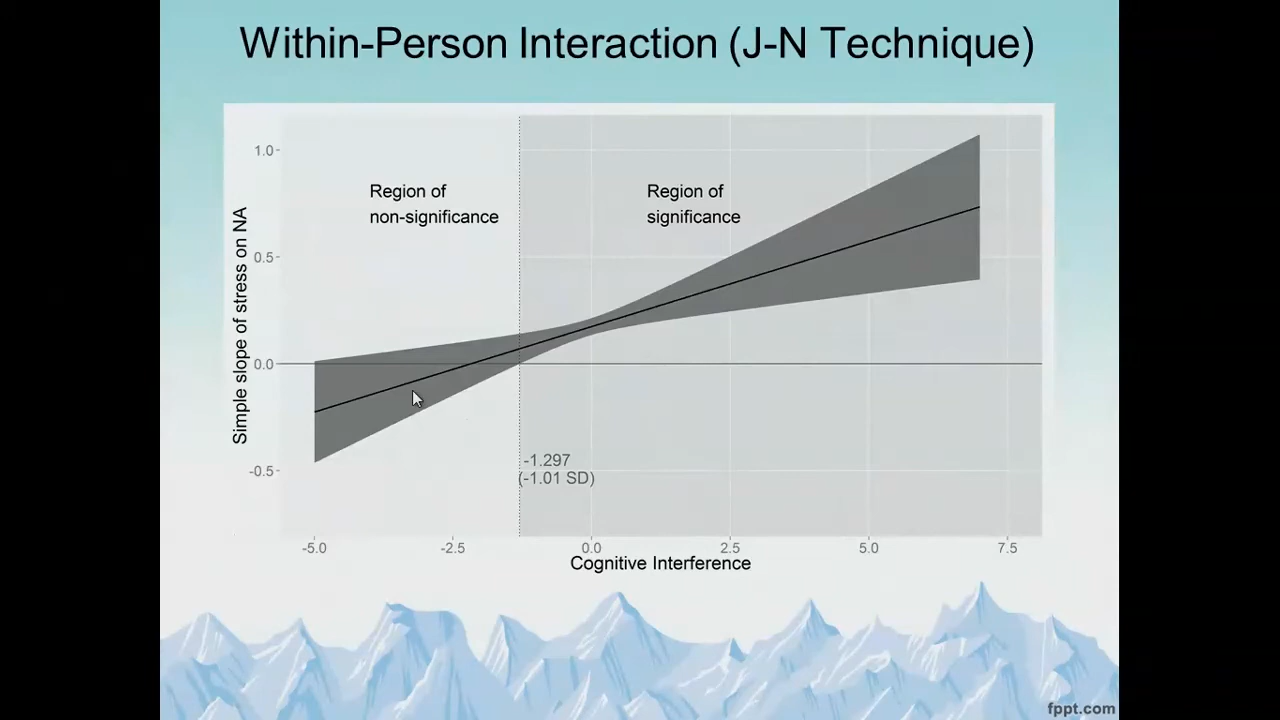 Within-Person Interaction (J-N Technique)
Region of
non-significance
Region of
significance
Simple slope of stress on NA
1.0
0.5
0.0
-0.5
-1.297
(-1.01 SD)
-5.0
-2.5
0.0
2.5
5.0
7.5
Cognitive Interference
fppt.com